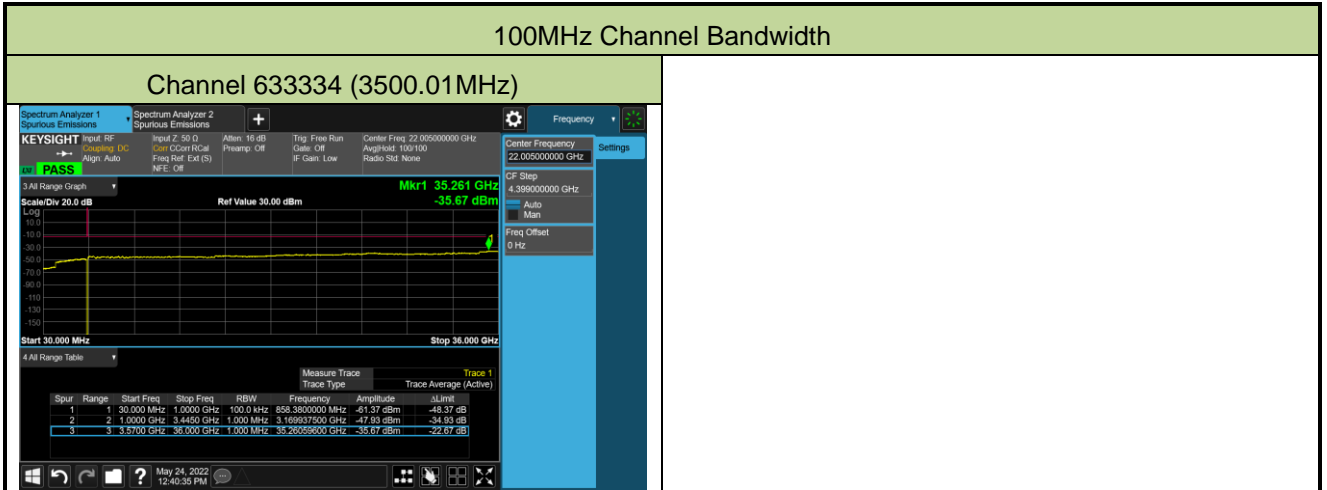 100MHz Channel Bandwidth
Channel 633334 (3500.01MHz)
Spectrum Analyzer 1
Spurious Emissions
Spectrum Analyzer 2
Spurious Emissions
+
Frequency
KEYSIGHT
Input: RF
Coupling: DC
Align: Auto
Input Z: 50 Ω
Corr CCorr RCal
Freq Ref: Ext (S)
NFE: Off
Atten: 16 dB
Preamp: Off
Trig: Free Run
Gate: Off
IF Gain: Low
Center Freq: 22.005000000 GHz
Avg|Hold: 100/100
Radio Std: None
PASS
Center Frequency
22.005000000 GHz
Settings
CF Step
4.399000000 GHz
Auto
Man
Freq Offset
0 Hz
3 All Range Graph
Mkr1 35.261 GHz
-35.67 dBm
Scale/Div 20.0 dB
Ref Value 30.00 dBm
Log
10.0
-10.0
-30.0
-50.0
-70.0
-90.0
-110
-130
-150
Start 30.000 MHz
Stop 36.000 GHz
4 All Range Table
Measure Trace Trace 1
Trace Type Trace Average (Active)
Spur Range Start Freq Stop Freq RBW Frequency Amplitude ΔLimit
1 1 30.000 MHz 1.0000 GHz 100.0 kHz 858.3800000 MHz -61.37 dBm -48.37 dB
2 2 1.0000 GHz 3.4450 GHz 1.000 MHz 3.169937500 GHz -47.93 dBm -34.93 dB
3 3 3.5700 GHz 36.000 GHz 1.000 MHz 35.26059600 GHz -35.67 dBm -22.67 dB
?
May 24, 2022
12:40:35 PM